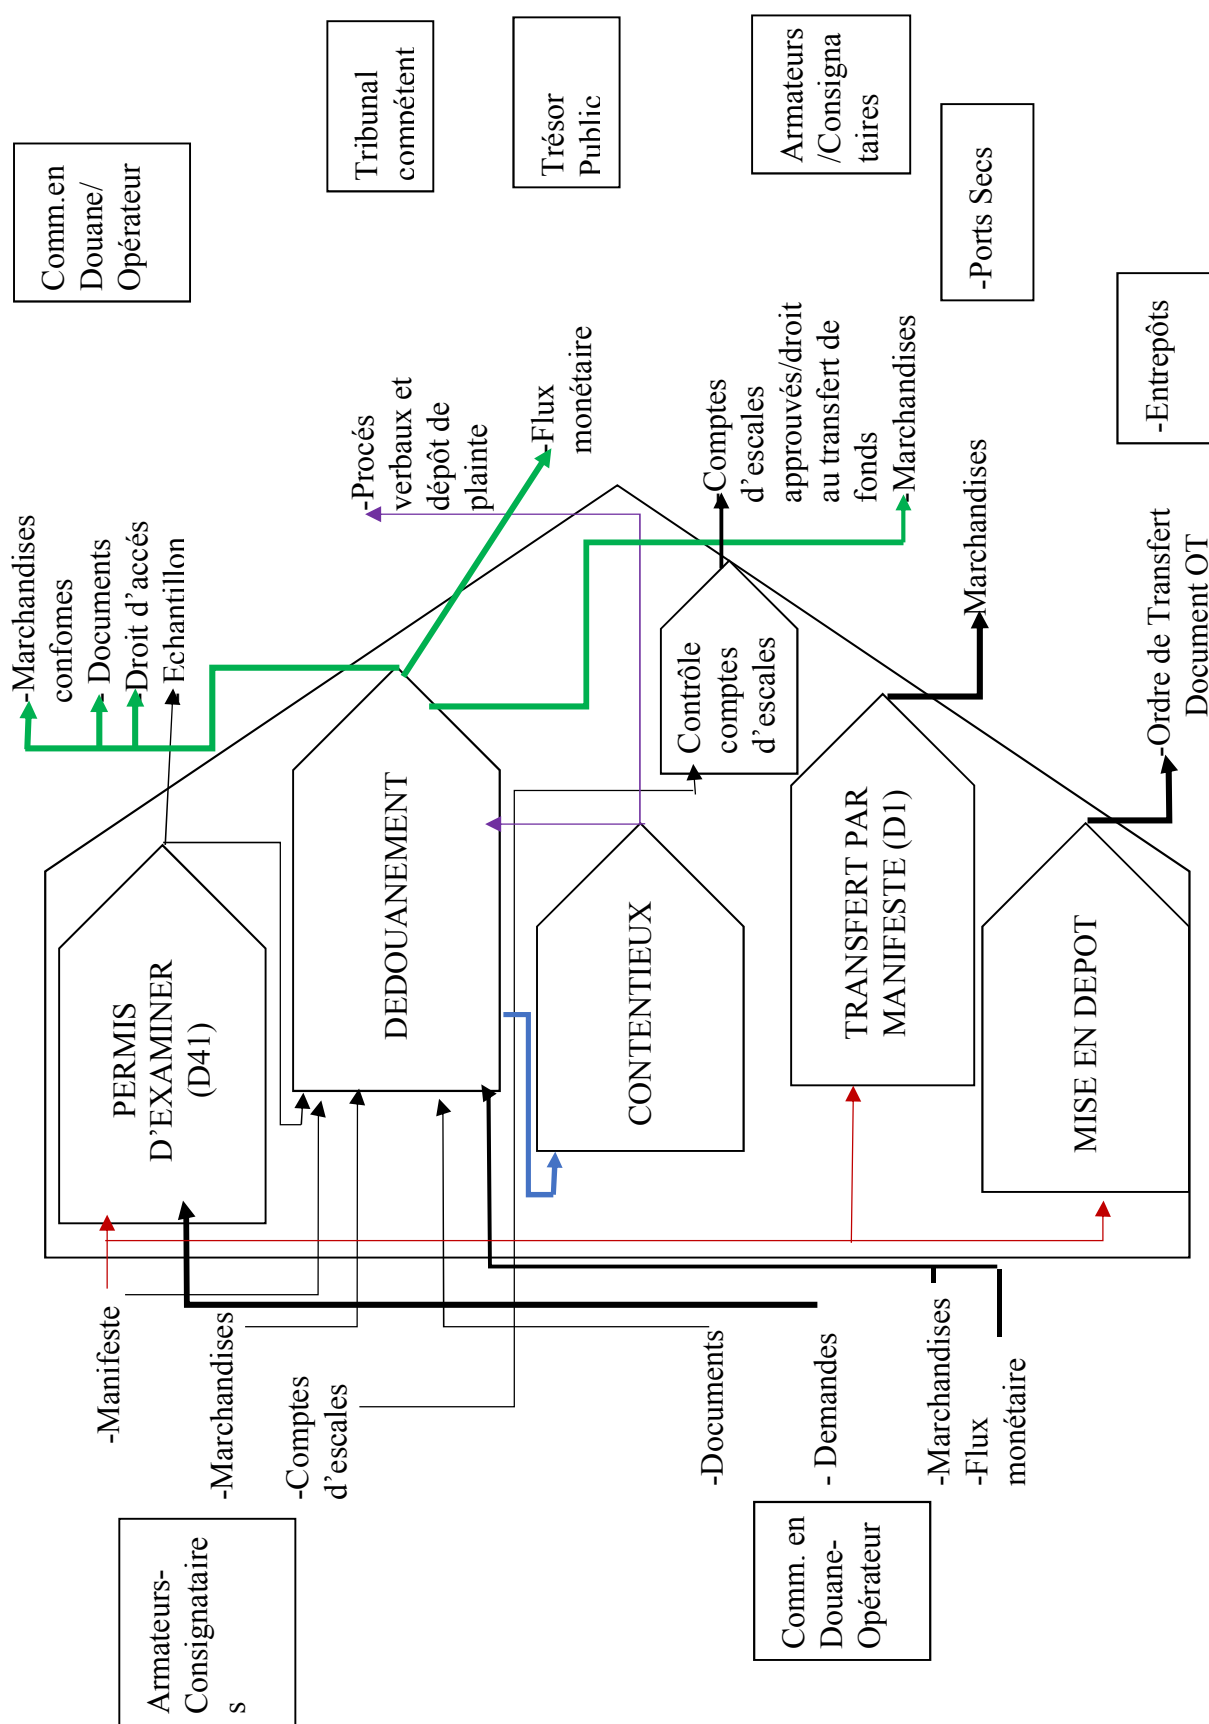 Armateurs-
Consignataire
s
-Manifeste
-Marchandises
-Comptes
d'escales
Comm. en
Douane-
Opérateur
-Documents
- Demandes
-Marchandises
-Flux
monétaire
PERMIS
D'EXAMINER
(D41)
DEDOUANEMENT
CONTENTIEUX
Contrôle
comptes
d'escales
TRANSFERT PAR
MANIFESTE (D1)
MISE EN DEPOT
-Marchandises
confomes
- Documents
-Droit d'accés
- Echantillon
-Procés
verbaux et
dépôt de
plainte
-Flux
monétaire
-Comptes
d'escales
approuvés/droit
au transfert de
fonds
-Marchandises
Marchandises
-Ordre de Transfert
Document OT
Comm.en
Douane/
Opérateur
Tribunal
compétent
Trésor
Public
Armateurs
/Consigna
taires
-Ports Secs
-Entrepôts